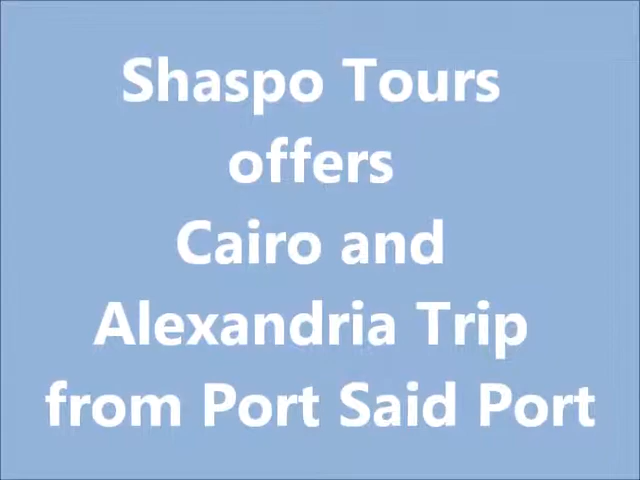 Shaspo Tours
offers
Cairo and
Alexandria Trip
from Port Said Port